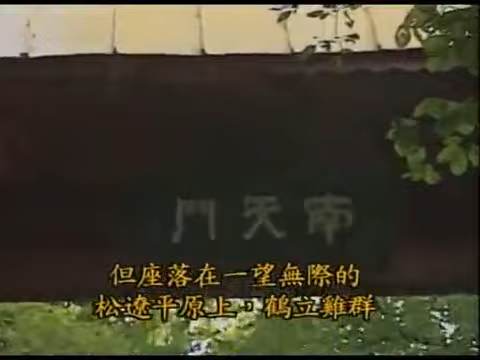 南天門
但座落在一望無際的
松遼平原上，鶴立雞群